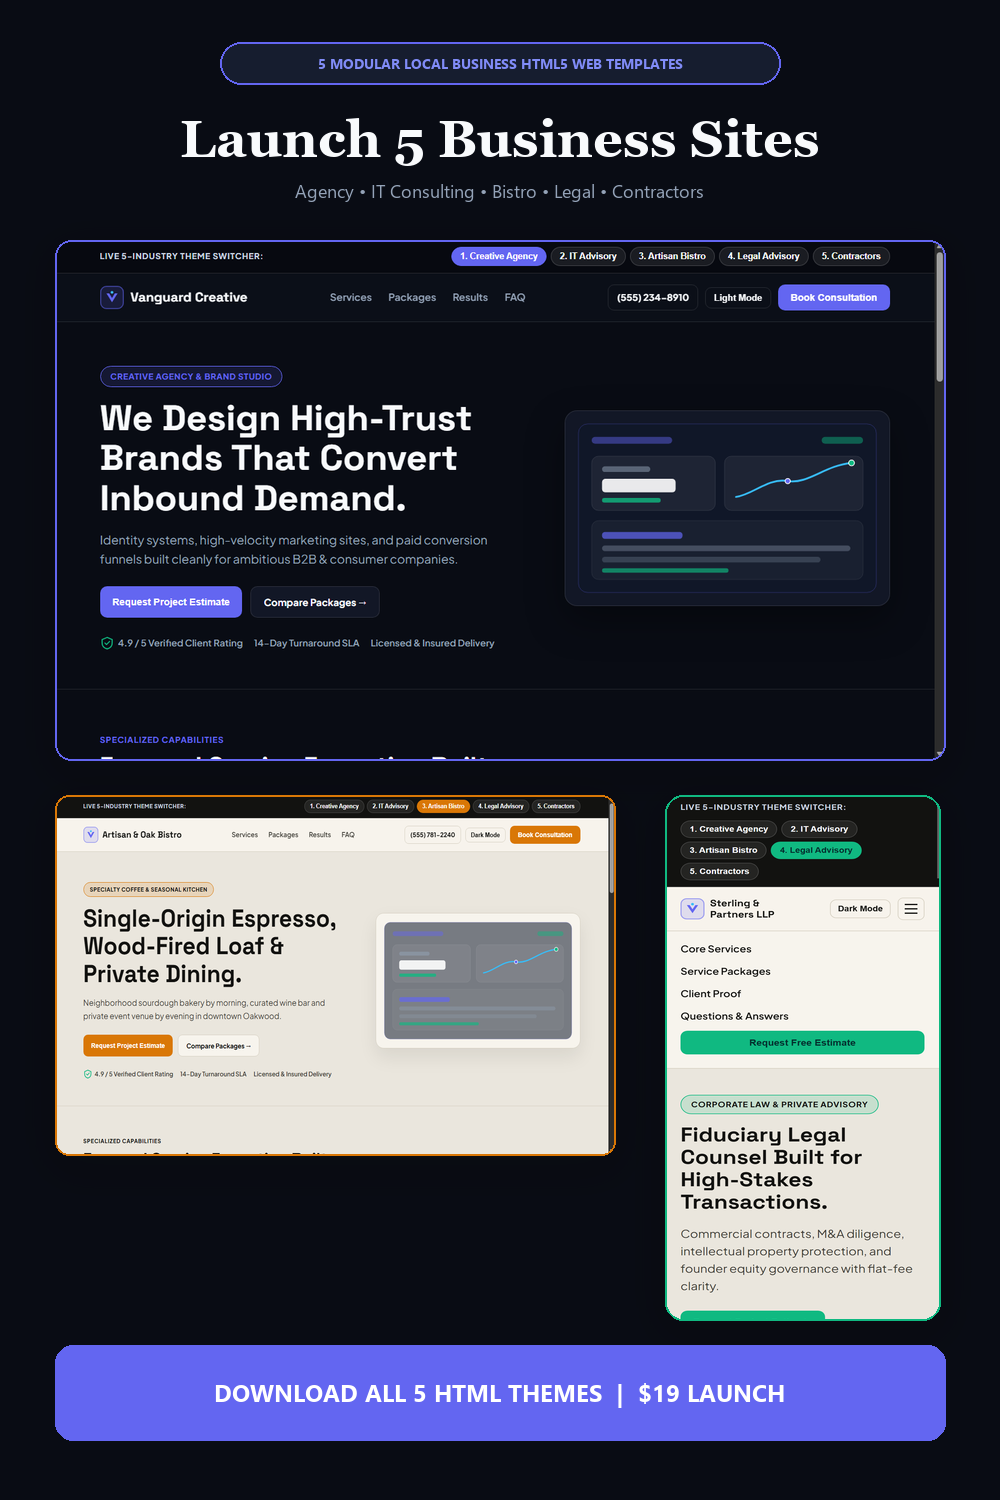 5 MODULAR LOCAL BUSINESS HTML5 WEB TEMPLATES
Launch 5 Business Sites
Agency • IT Consulting • Bistro • Legal • Contractors
LIVE 5-INDUSTRY THEME SWITCHER:
1. Creative Agency
2. IT Advisory
3. Artisan Bistro
4. Legal Advisory
5. Contractors
Vanguard Creative
Services
Packages
Results
FAQ
(555) 234-8910
Light Mode
Book Consultation
CREATIVE AGENCY & BRAND STUDIO
We Design High-Trust
Brands That Convert
Inbound Demand.
Identity systems, high-velocity marketing sites, and paid conversion
funnels built cleanly for ambitious B2B & consumer companies.
Request Project Estimate
Compare Packages →
4.9 / 5 Verified Client Rating
14-Day Turnaround SLA
Licensed & Insured Delivery
SPECIALIZED CAPABILITIES
LIVE 5-INDUSTRY THEME SWITCHER:
1. Creative Agency
2. IT Advisory
3. Artisan Bistro
4. Legal Advisory
5. Contractors
Artisan & Oak Bistro
Services
Packages
Results
FAQ
(555) 781-2240
Dark Mode
Book Consultation
SPECIALTY COFFEE & SEASONAL KITCHEN
Single-Origin Espresso,
Wood-Fired Loaf &
Private Dining.
Neighborhood sourdough bakery by morning, curated wine bar and
private event venue by evening in downtown Oakwood.
Request Project Estimate
Compare Packages →
4.9 / 5 Verified Client Rating
14-Day Turnaround SLA
Licensed & Insured Delivery
SPECIALIZED CAPABILITIES
LIVE 5-INDUSTRY THEME SWITCHER:
1. Creative Agency
2. IT Advisory
3. Artisan Bistro
4. Legal Advisory
5. Contractors
Sterling &
Partners LLP
Dark Mode
Core Services
Service Packages
Client Proof
Questions & Answers
Request Free Estimate
CORPORATE LAW & PRIVATE ADVISORY
Fiduciary Legal
Counsel Built for
High-Stakes
Transactions.
Commercial contracts, M&A diligence,
intellectual property protection, and
founder equity governance with flat-fee
clarity.
DOWNLOAD ALL 5 HTML THEMES | $19 LAUNCH